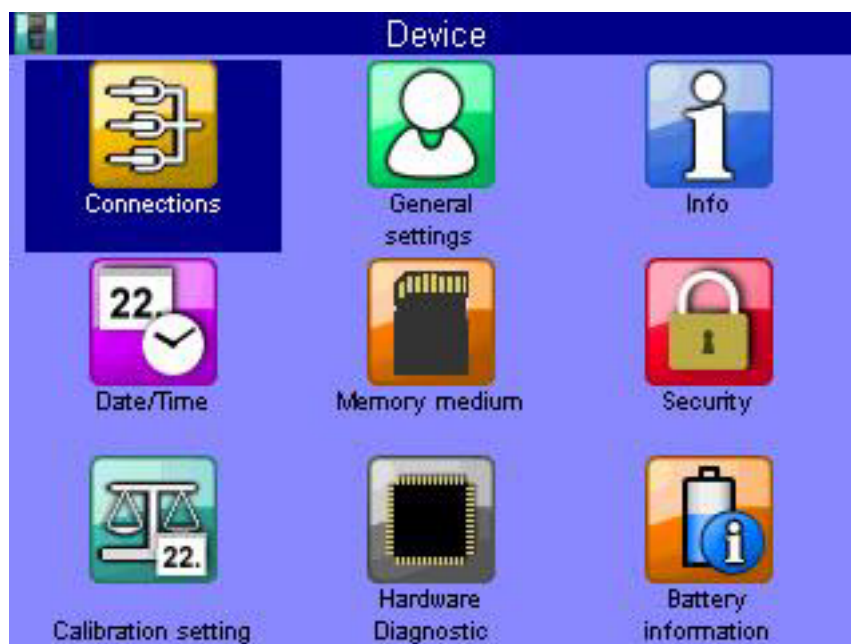 Device
Connections
General
settings
Info
22.
Date/Time
Memory medium
Security
22.
Calibration setting
Hardware
Diagnostic
Battery
information